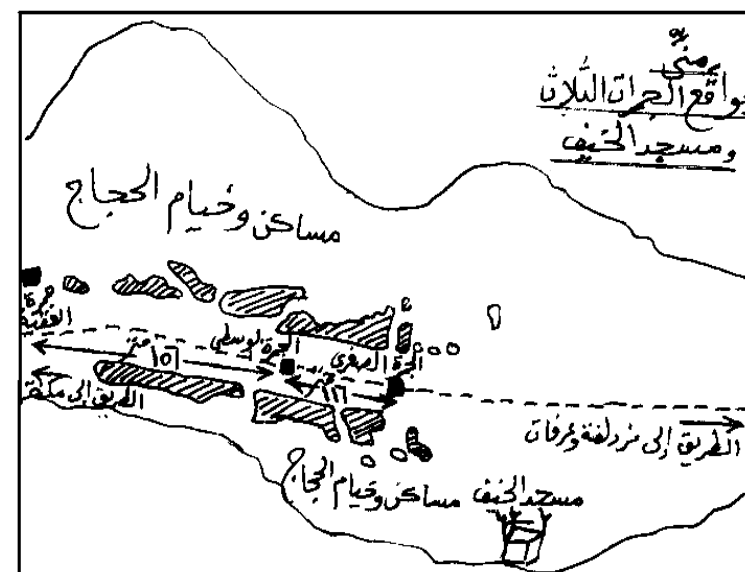 منى
مواقع الجمرات الثلاث
ومسجد الخيف
مساكن وخيام الحجاج
جمرة
العقبة
١٥٦ متر
الجمرة الوسطى
الجمرة الصغرى
١١٦ متر
الطريق إلى مكة
الطريق إلى مزدلفة وعرفات
مساكن وخيام الحجاج
مسجد الخيف